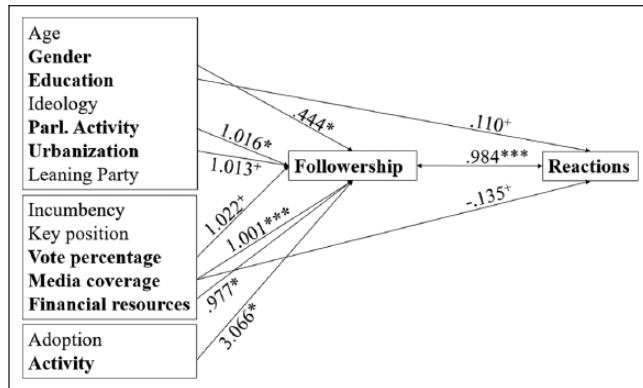 Age
Gender
Education
Ideology
Parl. Activity
Urbanization
Leaning Party
Incumbency
Key position
Vote percentage
Media coverage
Financial resources
Adoption
Activity
.444*
1.016*
1.013+
1.022+
1.001***
.977*
3.066*
Followership
.110+
.984***
-.135+
Reactions